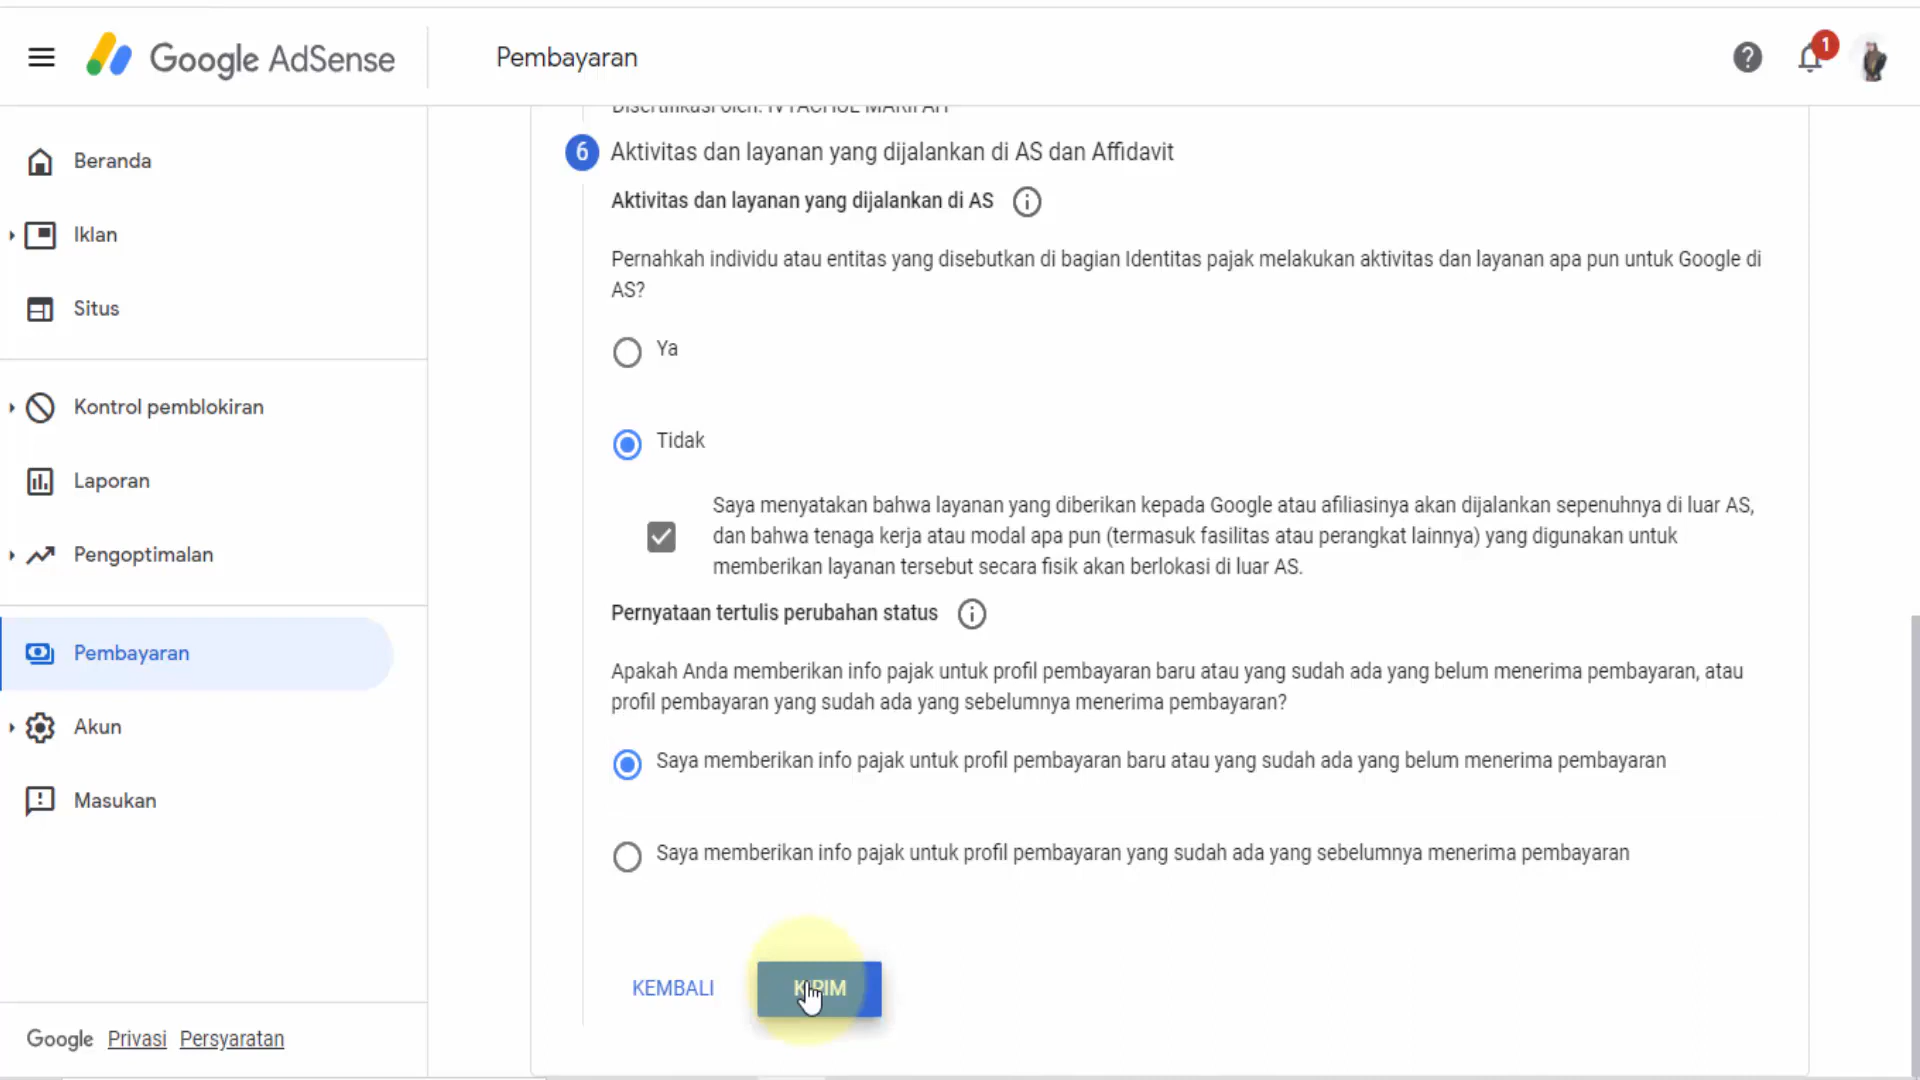 Google AdSense
Pembayaran
1
Beranda
Iklan
Situs
Kontrol pemblokiran
Laporan
Pengoptimalan
Pembayaran
Akun
Masukan
Google Privasi Persyaratan
6 Aktivitas dan layanan yang dijalankan di AS dan Affidavit
Aktivitas dan layanan yang dijalankan di AS
Pernahkah individu atau entitas yang disebutkan di bagian Identitas pajak melakukan aktivitas dan layanan apa pun untuk Google di
AS?
Ya
Tidak
Saya menyatakan bahwa layanan yang diberikan kepada Google atau afiliasinya akan dijalankan sepenuhnya di luar AS,
dan bahwa tenaga kerja atau modal apa pun (termasuk fasilitas atau perangkat lainnya) yang digunakan untuk
memberikan layanan tersebut secara fisik akan berlokasi di luar AS.
Pernyataan tertulis perubahan status
Apakah Anda memberikan info pajak untuk profil pembayaran baru atau yang sudah ada yang belum menerima pembayaran, atau
profil pembayaran yang sudah ada yang sebelumnya menerima pembayaran?
Saya memberikan info pajak untuk profil pembayaran baru atau yang sudah ada yang belum menerima pembayaran
Saya memberikan info pajak untuk profil pembayaran yang sudah ada yang sebelumnya menerima pembayaran
KEMBALI
KIRIM